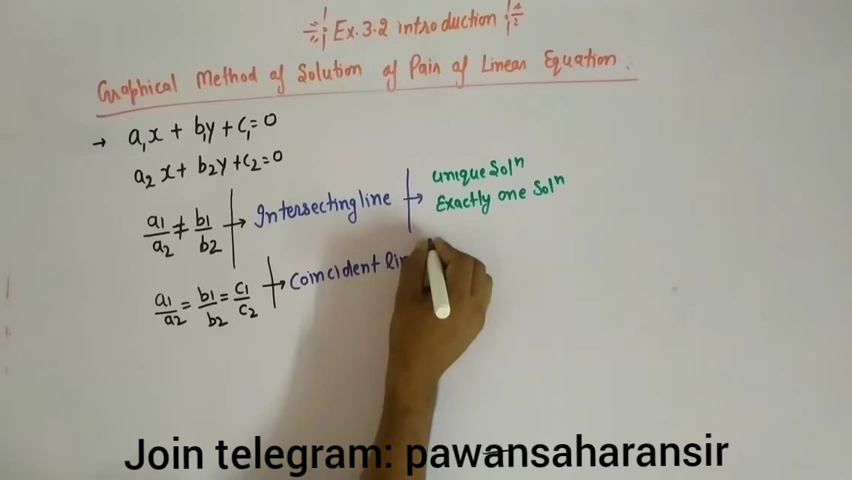 Ex. 3.2 introduction
Graphical Method of Solution of Pair of Linear Equation.
→ a₁x + b₁y + c₁ = 0
a₂x + b₂y + c₂ = 0
a₁/a₂ ≠ b₁/b₂ → Intersecting line → unique Solⁿ
Exactly one Solⁿ
a₁/a₂ = b₁/b₂ = c₁/c₂ → Coincident
Join telegram: pawansaharansir